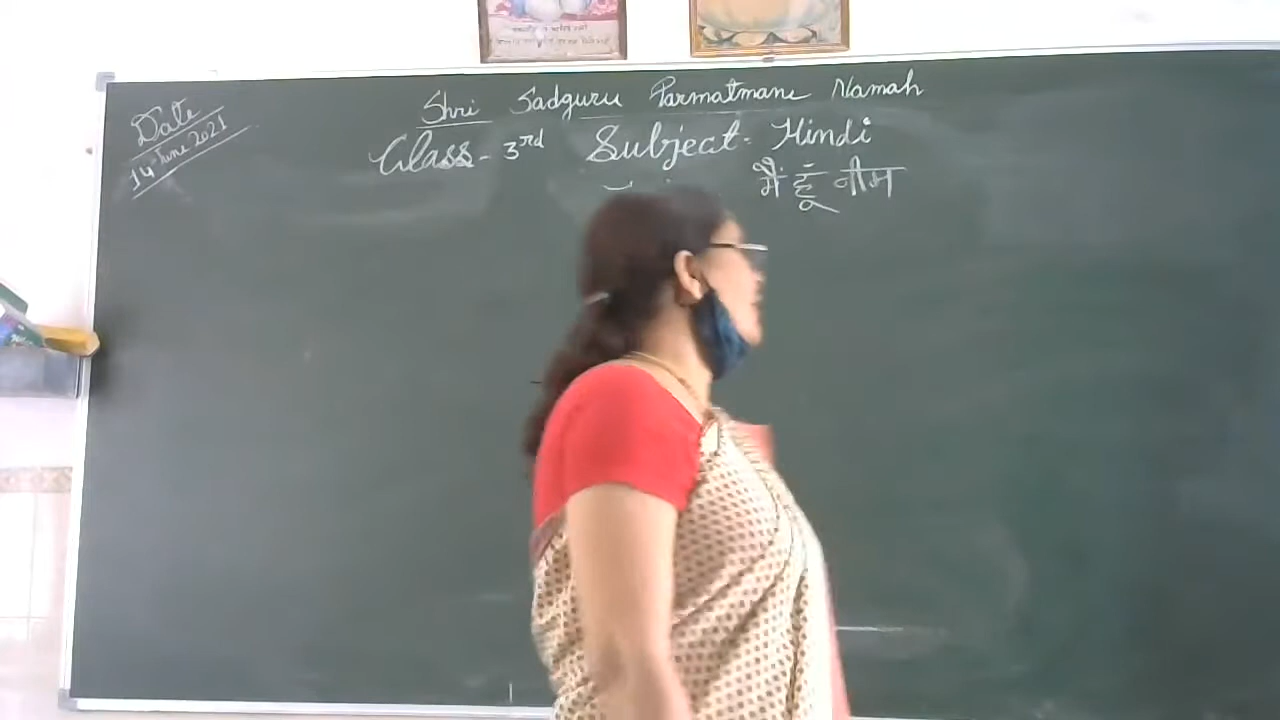 Shri Sadguru Parmatmane Namah
Date
14 June 2021
Class - 3rd Subject - Hindi
मैं हूँ नीम